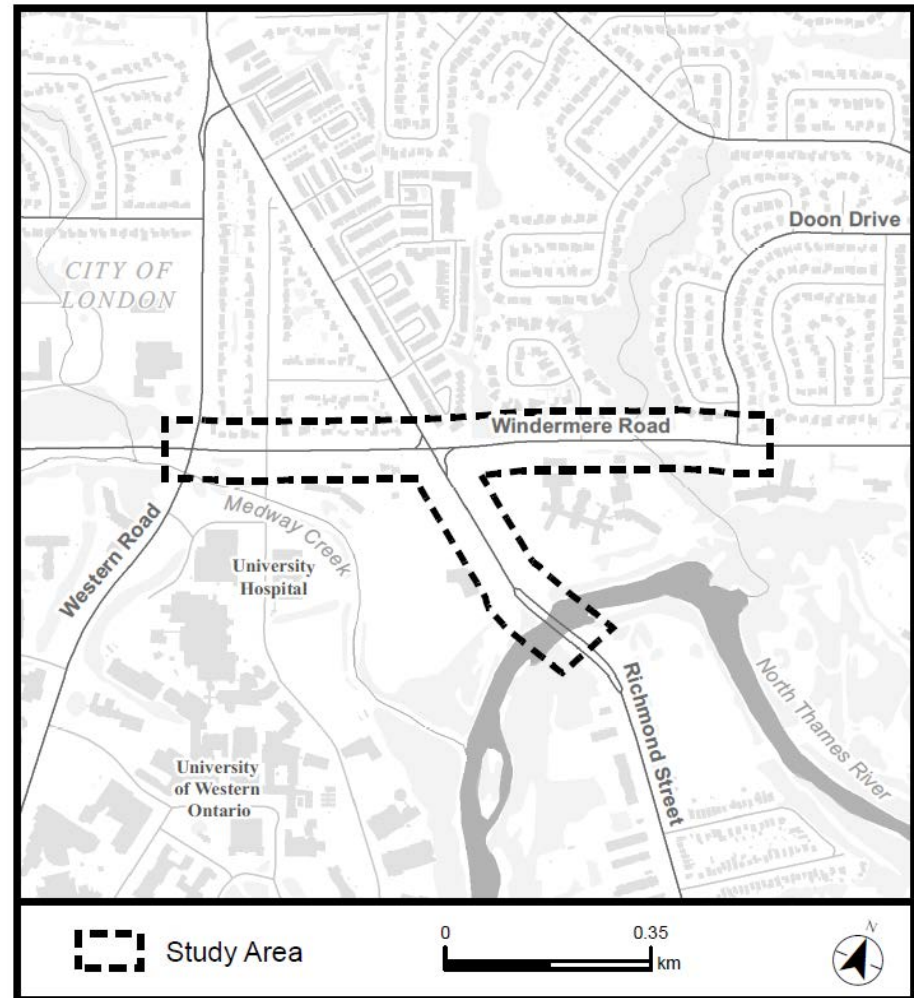 Doon Drive
CITY OF
LONDON
Windermere Road
Medway Creek
Western Road
University
Hospital
North Thames River
Richmond Street
University
of Western
Ontario
Study Area
0
0.35
km
N